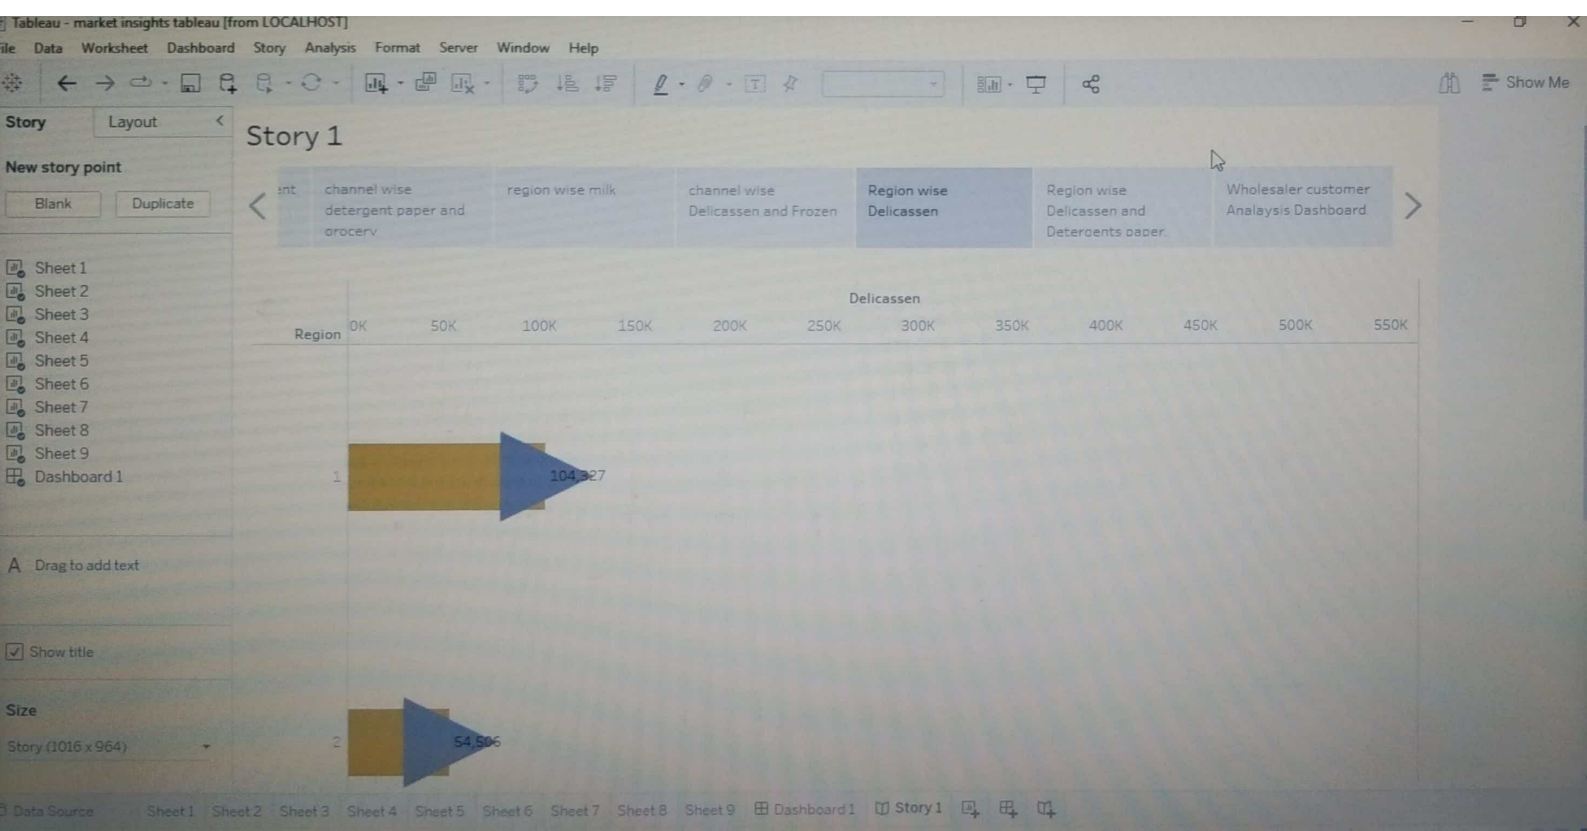 Tableau - market insights tableau [from LOCALHOST]
ile Data Worksheet Dashboard Story Analysis Format Server Window Help
Show Me
Story Layout
Story 1
New story point
Blank Duplicate
ent
channel wise
detergent paper and
grocery
region wise milk
channel wise
Delicassen and Frozen
Region wise
Delicassen
Region wise
Delicassen and
Detergents paper.
Wholesaler customer
Analaysis Dashboard
Sheet 1
Sheet 2
Sheet 3
Sheet 4
Sheet 5
Sheet 6
Sheet 7
Sheet 8
Sheet 9
Dashboard 1
Delicassen
Region 0K 50K 100K 150K 200K 250K 300K 350K 400K 450K 500K 550K
1 104,327
2 54,506
A Drag to add text
Show title
Size
Story (1016 x 964)
Data Source Sheet 1 Sheet 2 Sheet 3 Sheet 4 Sheet 5 Sheet 6 Sheet 7 Sheet 8 Sheet 9 Dashboard 1 Story 1